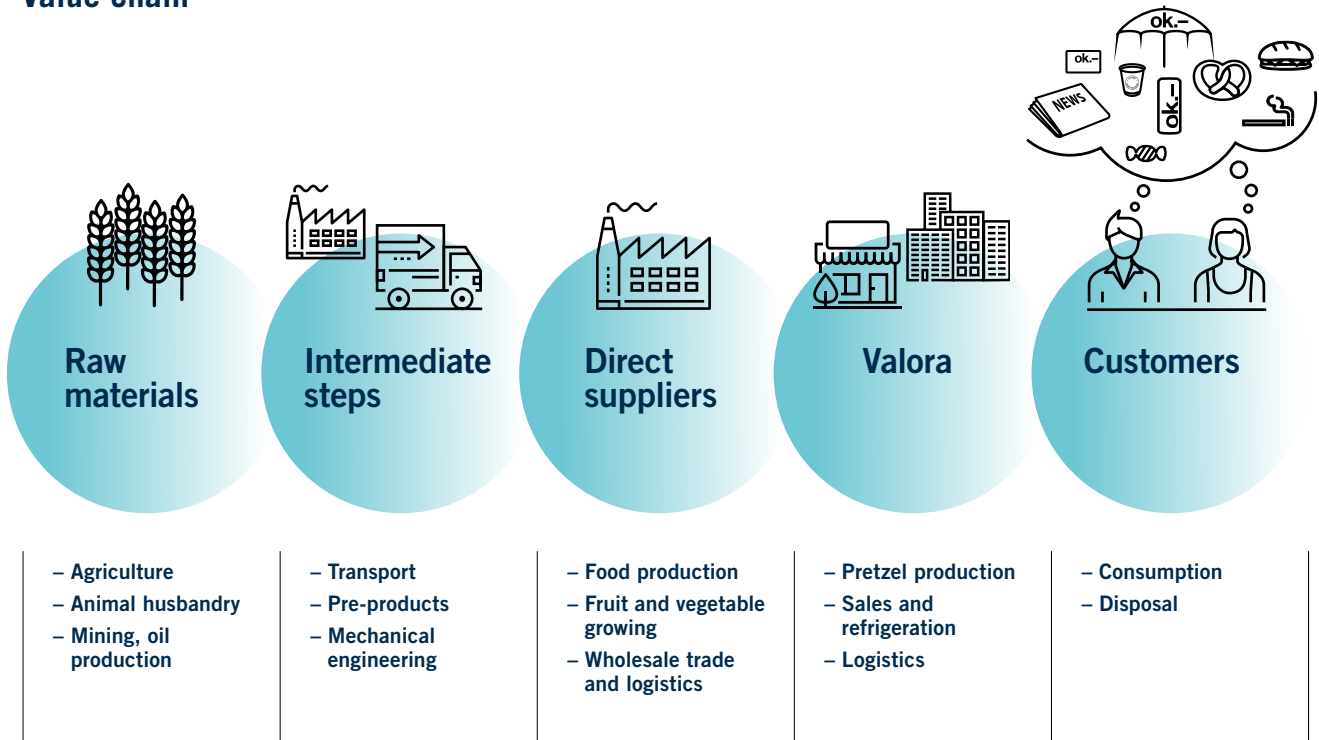 Value chain
ok.–
ok.–
NEWS
ok.–
Raw
materials
Intermediate
steps
Direct
suppliers
Valora
Customers
– Agriculture
– Animal husbandry
– Mining, oil
production
– Transport
– Pre-products
– Mechanical
engineering
– Food production
– Fruit and vegetable
growing
– Wholesale trade
and logistics
– Pretzel production
– Sales and
refrigeration
– Logistics
– Consumption
– Disposal